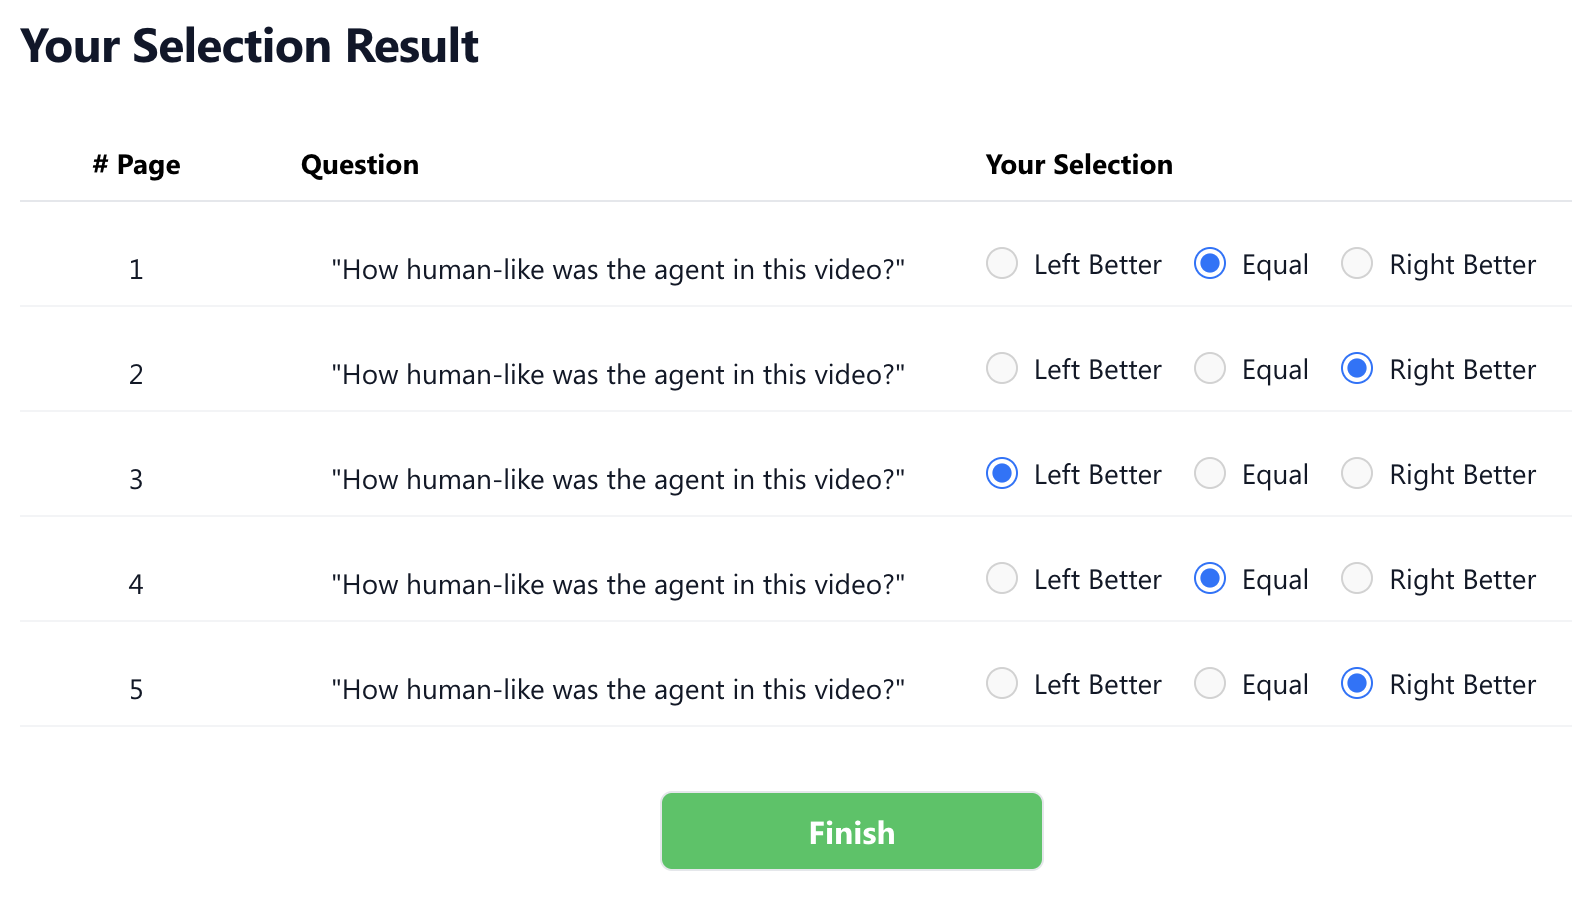 Your Selection Result
# Page Question Your Selection
1 "How human-like was the agent in this video?" Left Better Equal Right Better
2 "How human-like was the agent in this video?" Left Better Equal Right Better
3 "How human-like was the agent in this video?" Left Better Equal Right Better
4 "How human-like was the agent in this video?" Left Better Equal Right Better
5 "How human-like was the agent in this video?" Left Better Equal Right Better
Finish